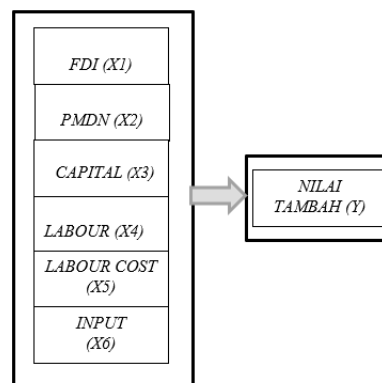 FDI (X1)
PMDN (X2)
CAPITAL (X3)
LABOUR (X4)
LABOUR COST
(X5)
INPUT
(X6)
NILAI
TAMBAH (Y)